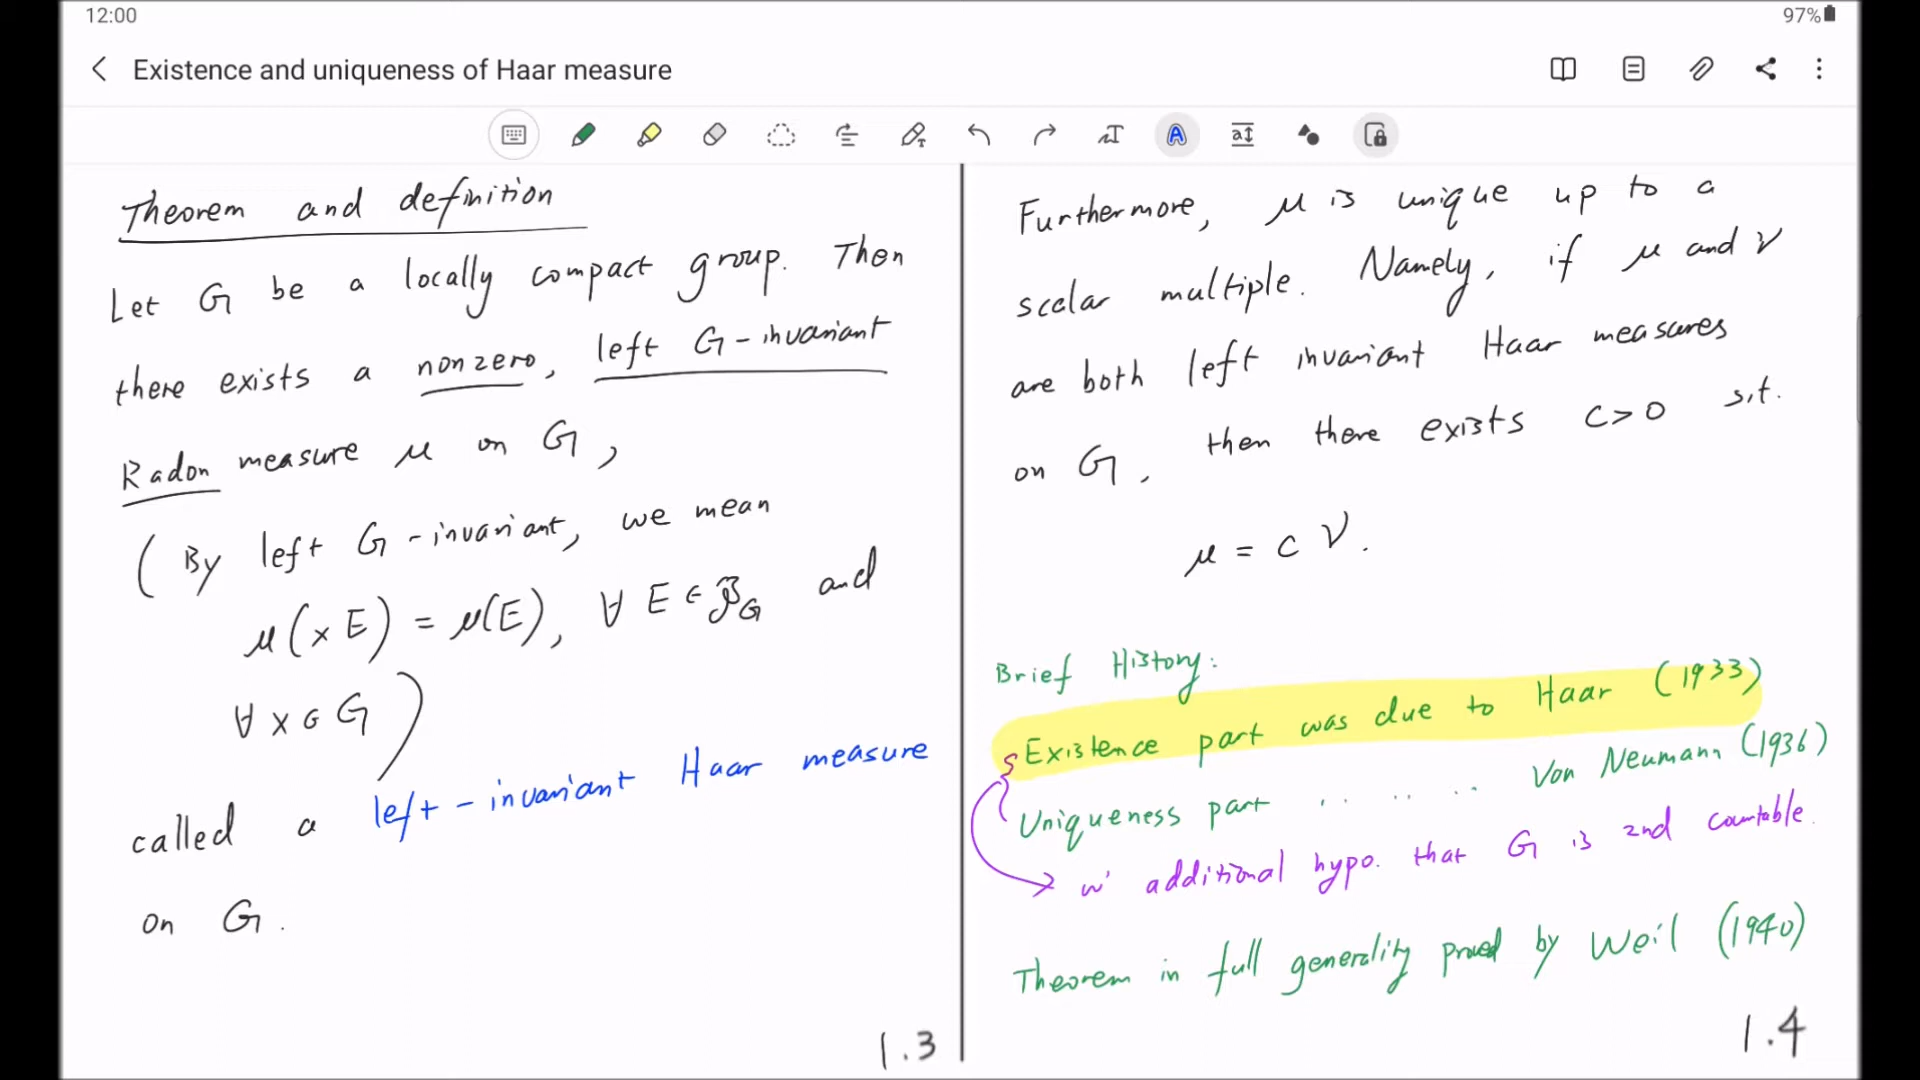 12:00
97%
Existence and uniqueness of Haar measure
Theorem and definition
Let G be a locally compact group. Then
there exists a nonzero, left G-invariant
Radon measure μ on G,
(By left G-invariant, we mean
μ(xE) = μ(E), ∀ E ∈ ℬ_G and
∀ x ∈ G)
called a left-invariant Haar measure
on G.
1.3
Furthermore, μ is unique up to a
scalar multiple. Namely, if μ and ν
are both left invariant Haar measures
on G, then there exists c>0 s.t.
μ = c ν.
Brief History:
Existence part was due to Haar (1933)
Uniqueness part ‥ ‥ ‥ Von Neumann (1936)
→ w/ additional hypo. that G is 2nd countable.
Theorem in full generality proved by Weil (1940)
1.4